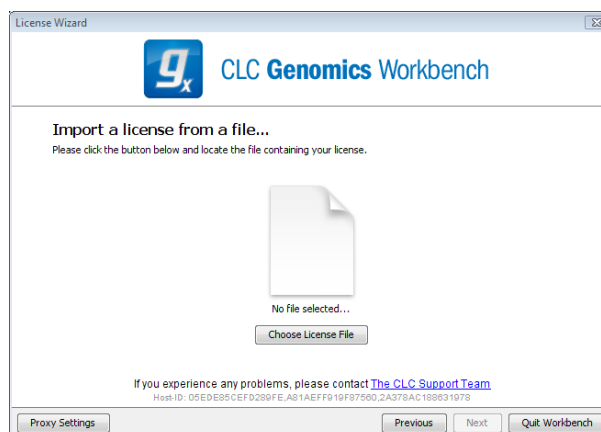 License Wizard
gx CLC Genomics Workbench
Import a license from a file...
Please click the button below and locate the file containing your license.
No file selected...
Choose License File
If you experience any problems, please contact The CLC Support Team
Host-ID: 05EDE85CEFD289FE,A81AEFF919F87560,2A378AC188631978
Proxy Settings Previous Next Quit Workbench